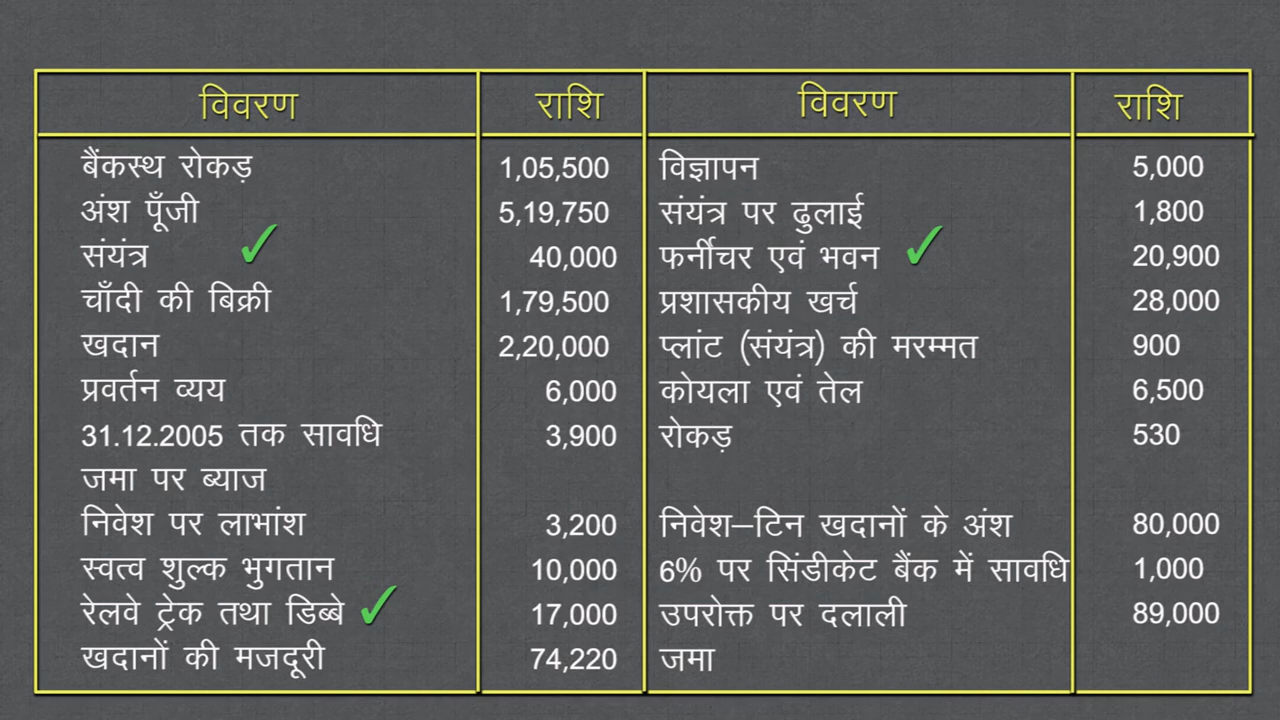 विवरण राशि विवरण राशि
बैंकस्थ रोकड़ 1,05,500 विज्ञापन 5,000
अंश पूँजी 5,19,750 संयंत्र पर ढुलाई 1,800
संयंत्र ✓ 40,000 फर्नीचर एवं भवन ✓ 20,900
चाँदी की बिक्री 1,79,500 प्रशासकीय खर्च 28,000
खदान 2,20,000 प्लांट (संयंत्र) की मरम्मत 900
प्रवर्तन व्यय 6,000 कोयला एवं तेल 6,500
31.12.2005 तक सावधि 3,900 रोकड़ 530
जमा पर ब्याज
निवेश पर लाभांश 3,200 निवेश–टिन खदानों के अंश 80,000
स्वत्व शुल्क भुगतान 10,000 6% पर सिंडीकेट बैंक में सावधि 1,000
रेलवे ट्रेक तथा डिब्बे ✓ 17,000 उपरोक्त पर दलाली 89,000
खदानों की मजदूरी 74,220 जमा